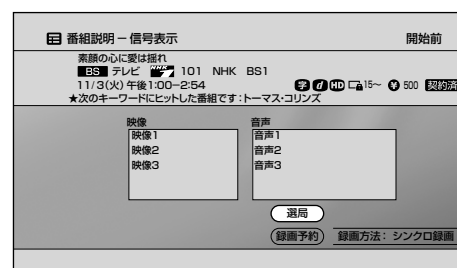 番組説明－信号表示 開始前
素顔の心に愛は揺れ
BS テレビ NHK 101 NHK BS1
11/3(火)午後1:00−2:54 字 d HD 15〜 ¥ 500 契約済
★次のキーワードにヒットした番組です：トーマス・コリンズ
映像 音声
映像1 音声1
映像2 音声2
映像3 音声3
選局
録画予約 録画方法：シンクロ録画